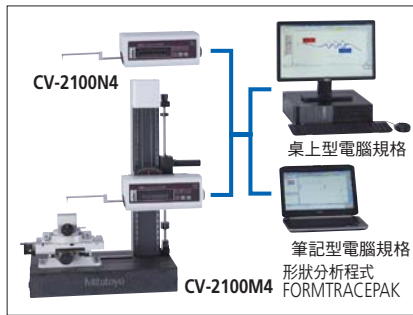 CV-2100N4
桌上型電腦規格
筆記型電腦規格
CV-2100M4
形狀分析程式
FORMTRACEPAK
Mitutoyo